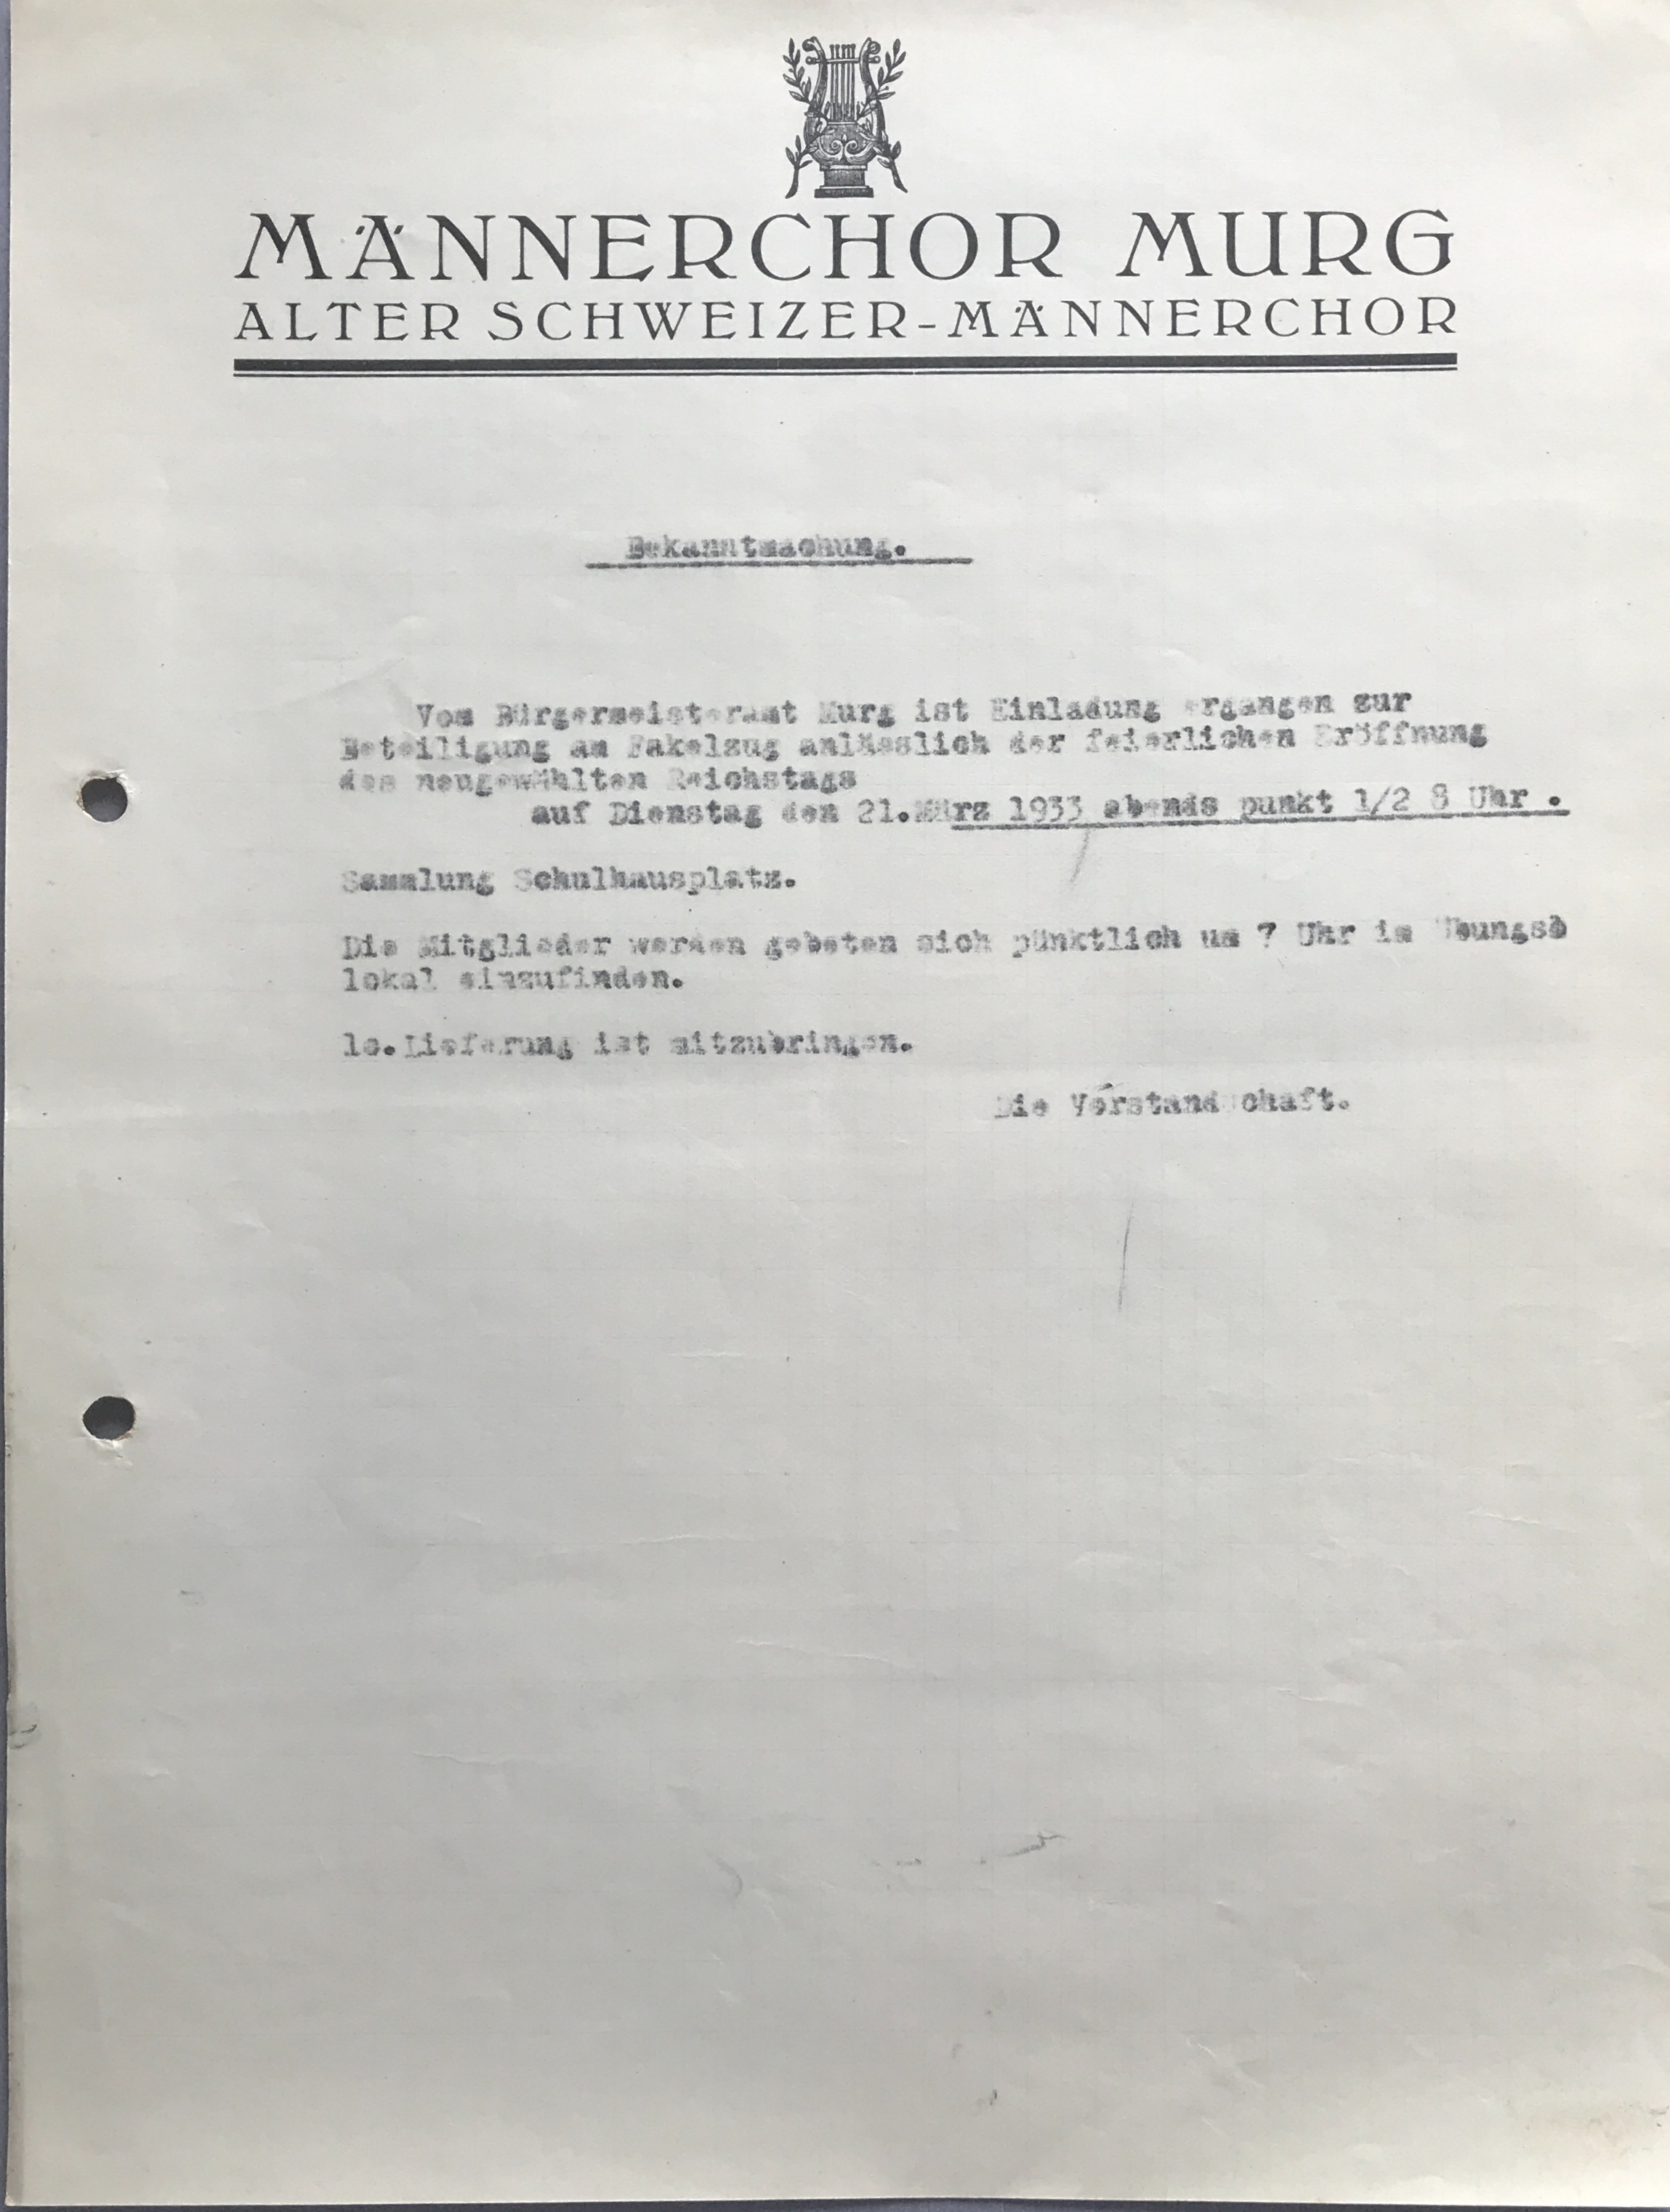 MÄNNERCHOR MURG
ALTER SCHWEIZER-MÄNNERCHOR
Bekanntmachung.
Vom Bürgermeisteramt Murg ist Einladung ergangen zur
Beteiligung am Fakelzug anlässlich der feierlichen Eröffnung
des neugewählten Reichstags
auf Dienstag den 21.März 1933 abends punkt 1/2 8 Uhr .
Sammlung Schulhausplatz.
Die Mitglieder werden gebeten sich pünktlich um 7 Uhr im Übungs
lokal einzufinden.
1o.Lieferung ist mitzubringen.
Die Vorstandschaft.